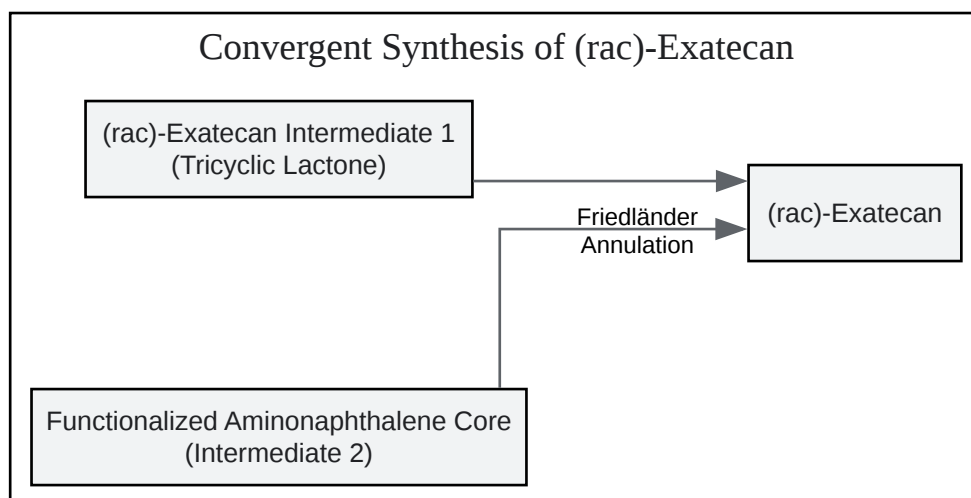 Convergent Synthesis of (rac)-Exatecan
(rac)-Exatecan Intermediate 1
(Tricyclic Lactone)
(rac)-Exatecan
Friedländer
Annulation
Functionalized Aminonaphthalene Core
(Intermediate 2)